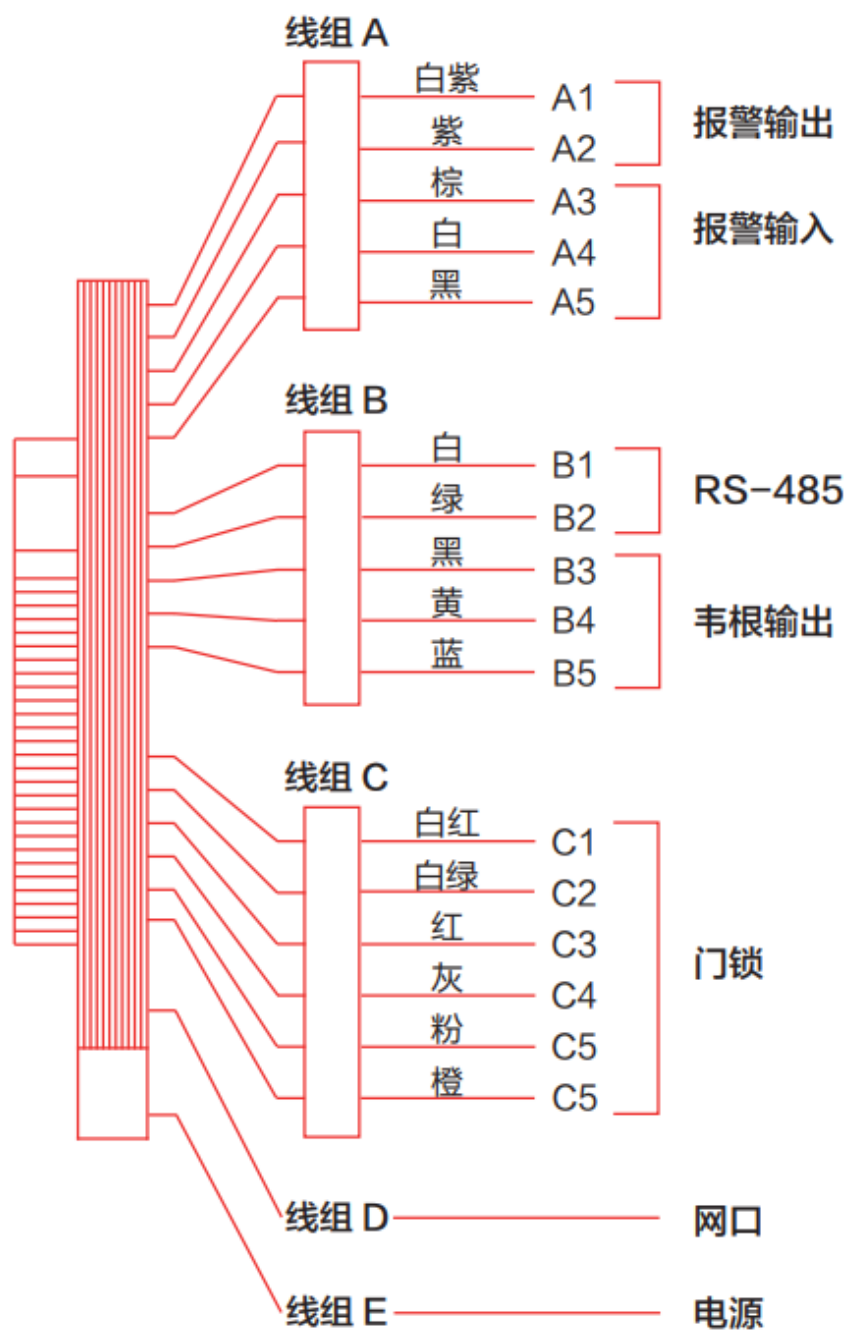 线组 A
白紫 A1
紫 A2
报警输出
棕 A3
白 A4
黑 A5
报警输入
线组 B
白 B1
绿 B2
RS-485
黑 B3
黄 B4
蓝 B5
韦根输出
线组 C
白红 C1
白绿 C2
红 C3
灰 C4
粉 C5
橙 C5
门锁
线组 D 网口
线组 E 电源